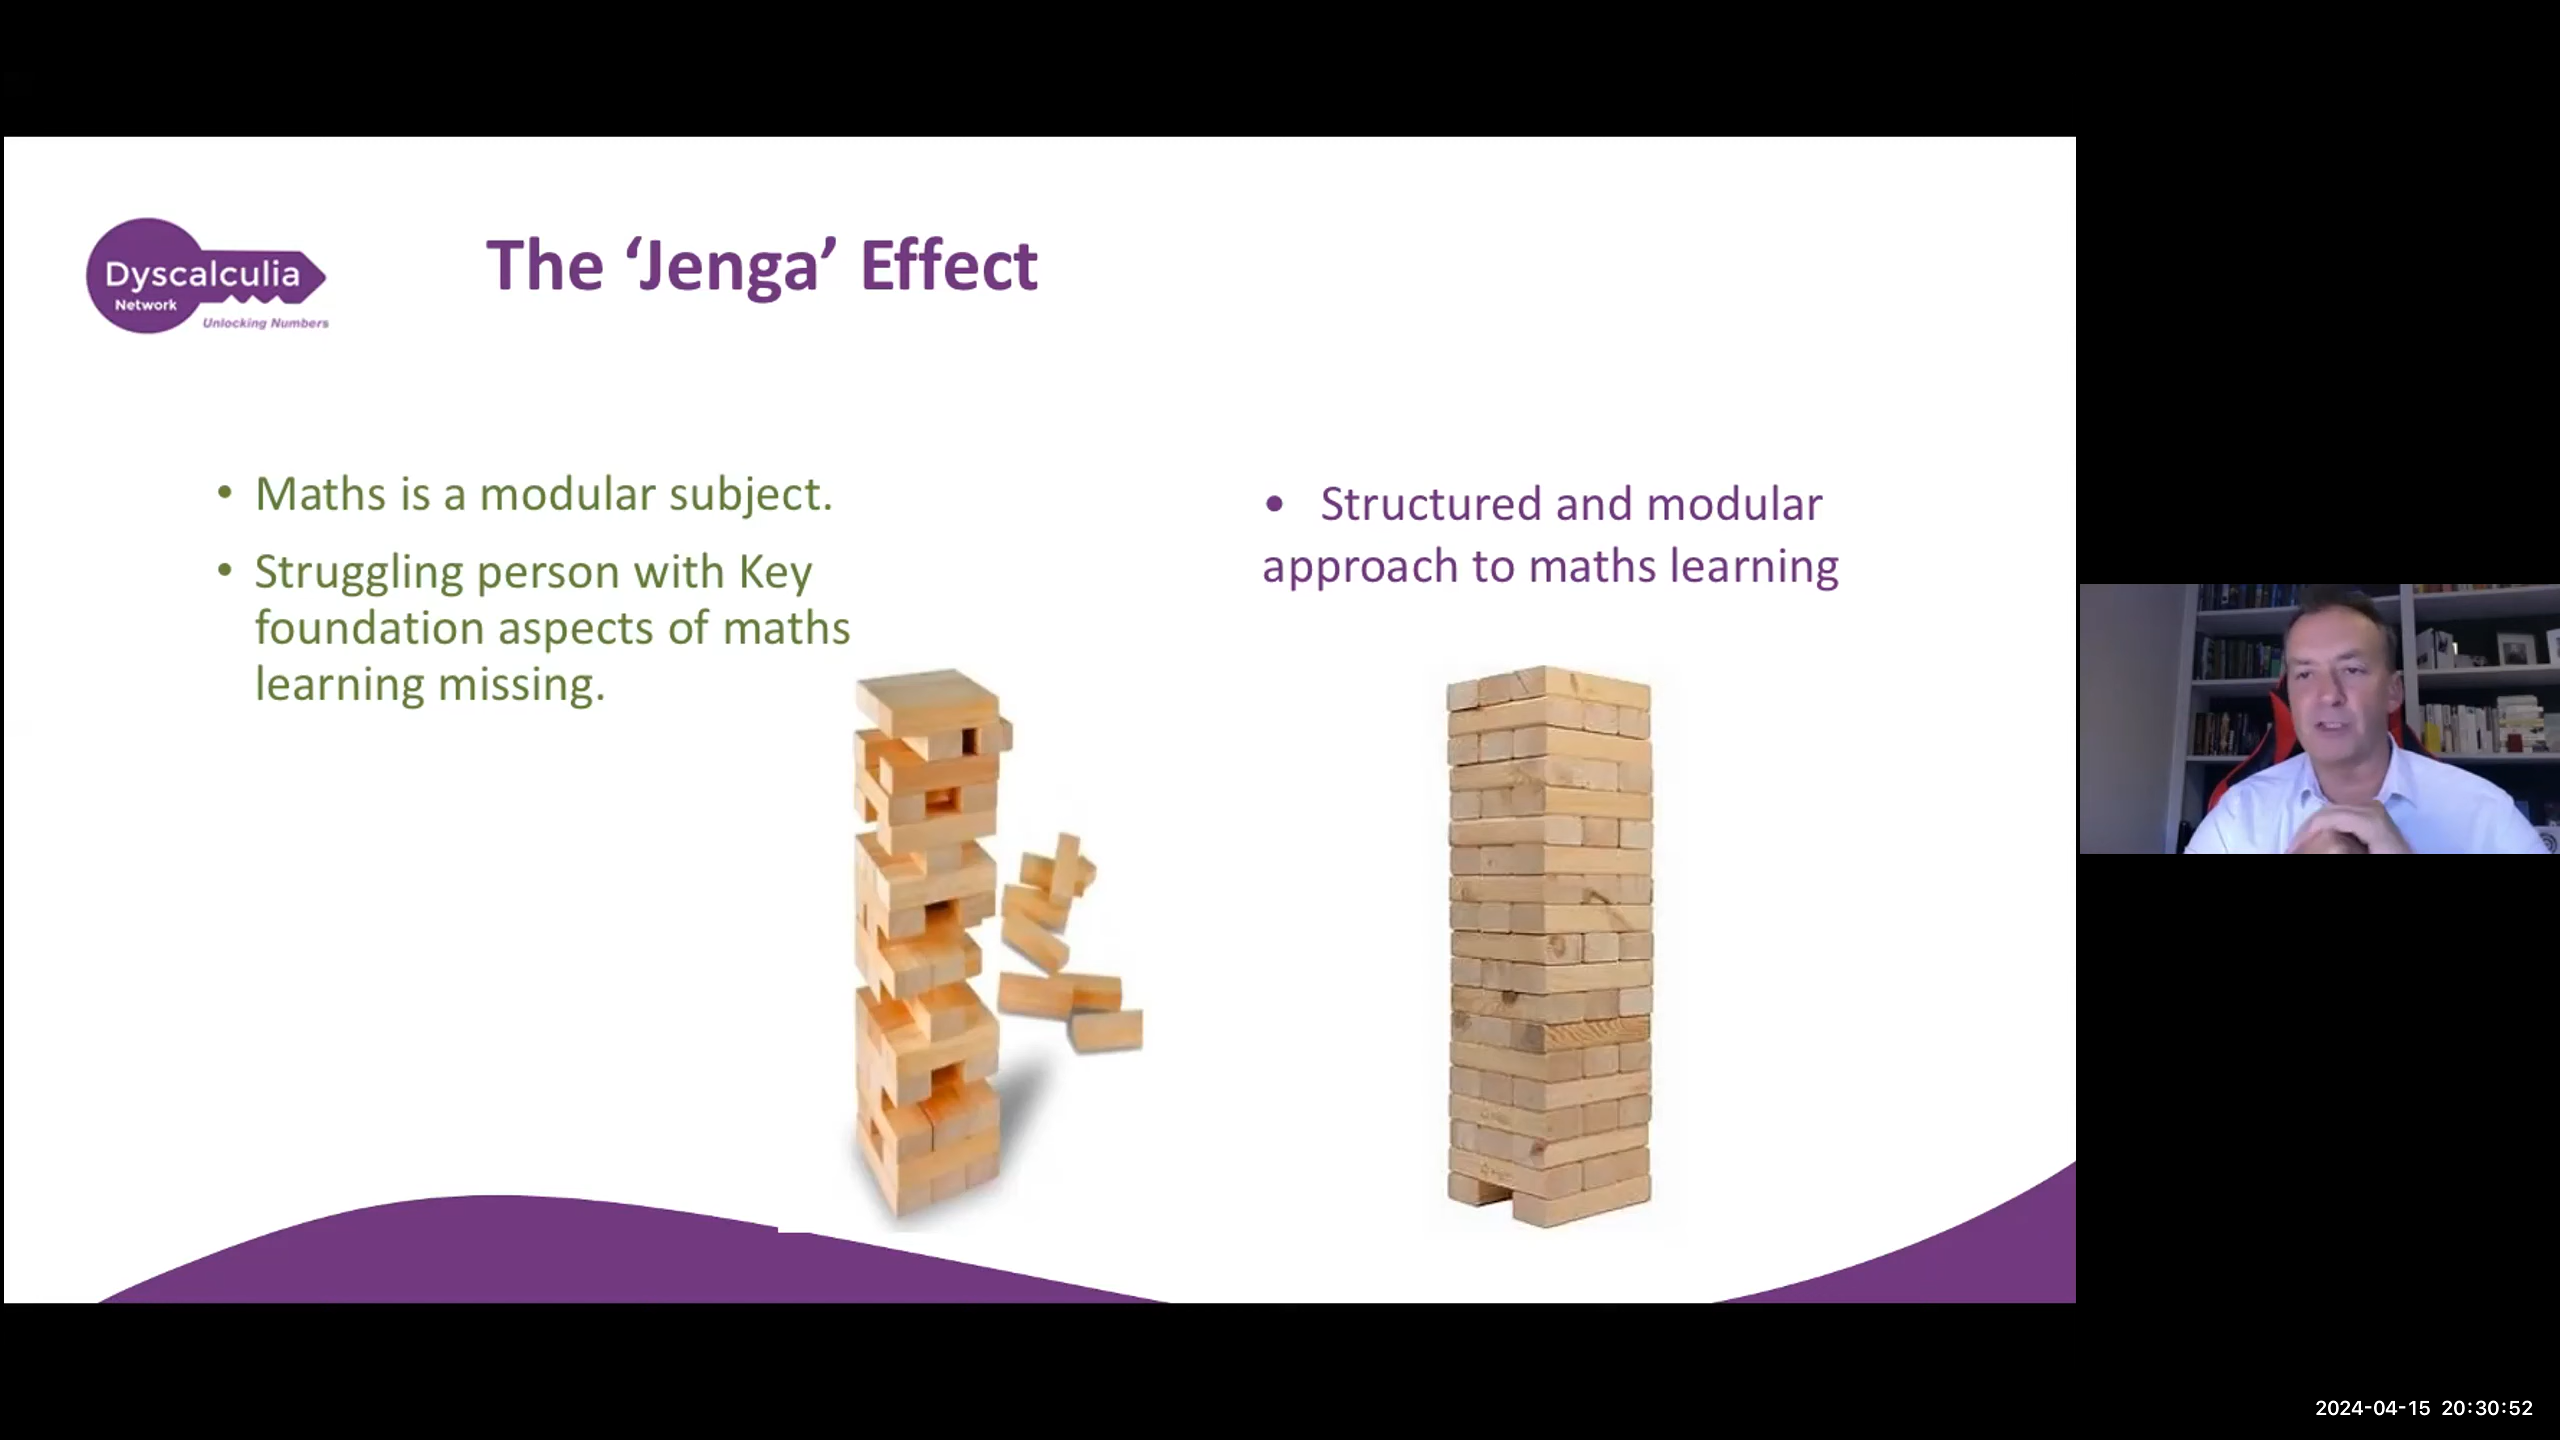 Dyscalculia
Network
Unlocking Numbers
The ‘Jenga’ Effect
• Maths is a modular subject.
• Struggling person with Key
foundation aspects of maths
learning missing.
• Structured and modular
approach to maths learning
2024-04-15 20:30:52